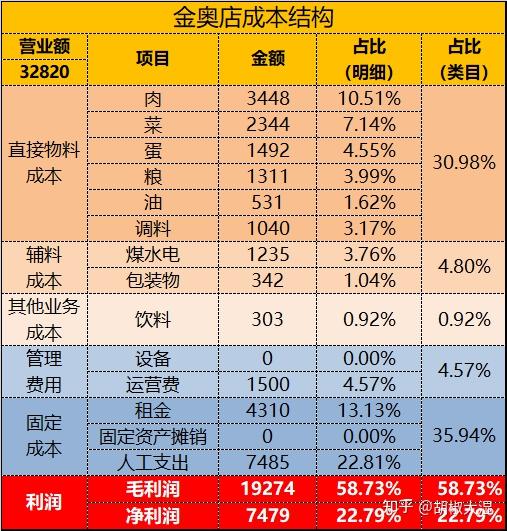 金奥店成本结构
营业额 项目 金额 占比（明细） 占比（类目）
32820
直接物料成本 肉 3448 10.51% 30.98%
菜 2344 7.14%
蛋 1492 4.55%
粮 1311 3.99%
油 531 1.62%
调料 1040 3.17%
辅料成本 煤水电 1235 3.76% 4.80%
包装物 342 1.04%
其他业务成本 饮料 303 0.92% 0.92%
管理费用 设备 0 0.00% 4.57%
运营费 1500 4.57%
固定成本 租金 4310 13.13% 35.94%
固定资产摊销 0 0.00%
人工支出 7485 22.81%
利润 毛利润 19274 58.73% 58.73%
净利润 7479 22.79% 22.79%
知乎 @胡椒大湿